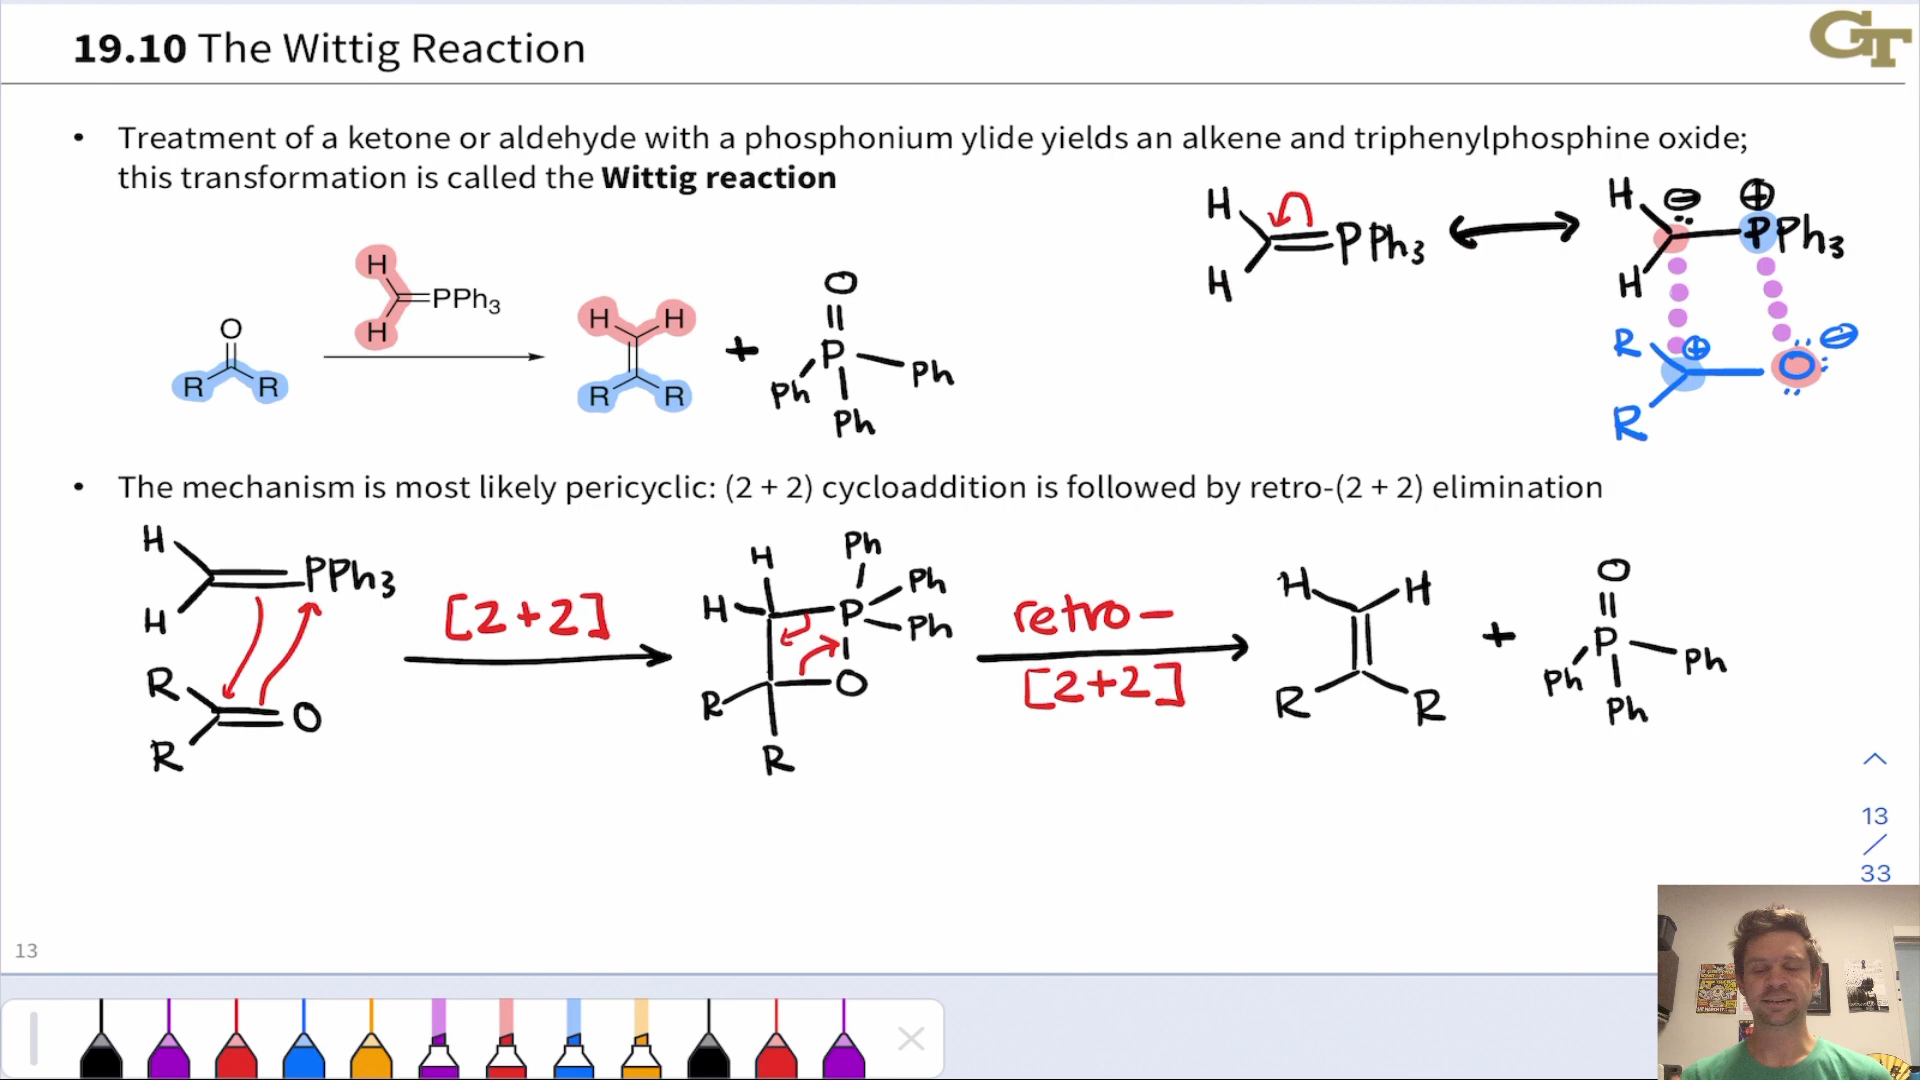 19.10 The Wittig Reaction
GT
• Treatment of a ketone or aldehyde with a phosphonium ylide yields an alkene and triphenylphosphine oxide;
this transformation is called the Wittig reaction
H
H
PPh3
O
R R
H H
R R
+
O
P
Ph Ph
Ph
H
H
PPh3
H ⊖ ⊕
PPh3
H
R ⊕ O ⊖
R
• The mechanism is most likely pericyclic: (2 + 2) cycloaddition is followed by retro-(2 + 2) elimination
H
PPh3
H
R
O
R
[2+2]
H Ph
H P Ph
Ph
R O
R
retro-
[2+2]
H H
R R
+
O
P
Ph Ph
Ph
13
/
33
13